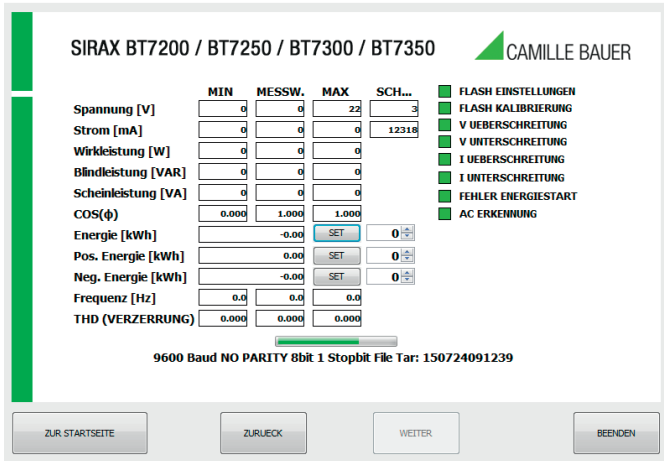 SIRAX BT7200 / BT7250 / BT7300 / BT7350
CAMILLE BAUER
MIN MESSW. MAX SCH...
Spannung [V] 0 0 22 3
Strom [mA] 0 0 0 12318
Wirkleistung [W] 0 0 0
Blindleistung [VAR] 0 0 0
Scheinleistung [VA] 0 0 0
COS(ϕ) 0.000 1.000 1.000
Energie [kWh] -0.00 SET 0
Pos. Energie [kWh] 0.00 SET 0
Neg. Energie [kWh] -0.00 SET 0
Frequenz [Hz] 0.0 0.0 0.0
THD (VERZERRUNG) 0.000 0.000 0.000
FLASH EINSTELLUNGEN
FLASH KALIBRIERUNG
V UEBERSCHREITUNG
V UNTERSCHREITUNG
I UEBERSCHREITUNG
I UNTERSCHREITUNG
FEHLER ENERGIESTART
AC ERKENNUNG
9600 Baud NO PARITY 8bit 1 Stopbit File Tar: 150724091239
ZUR STARTSEITE ZURUECK WEITER BEENDEN